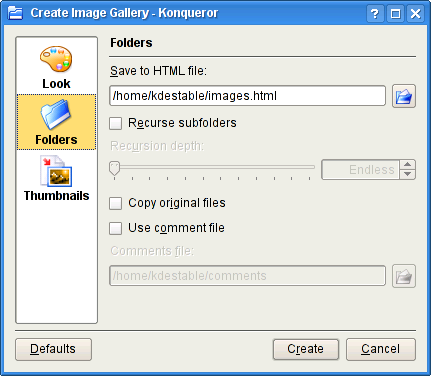 Create Image Gallery - Konqueror
Look
Folders
Thumbnails
Folders
Save to HTML file:
/home/kdestable/images.html
Recurse subfolders
Recursion depth:
Endless
Copy original files
Use comment file
Comments file:
/home/kdestable/comments
Defaults
Create
Cancel